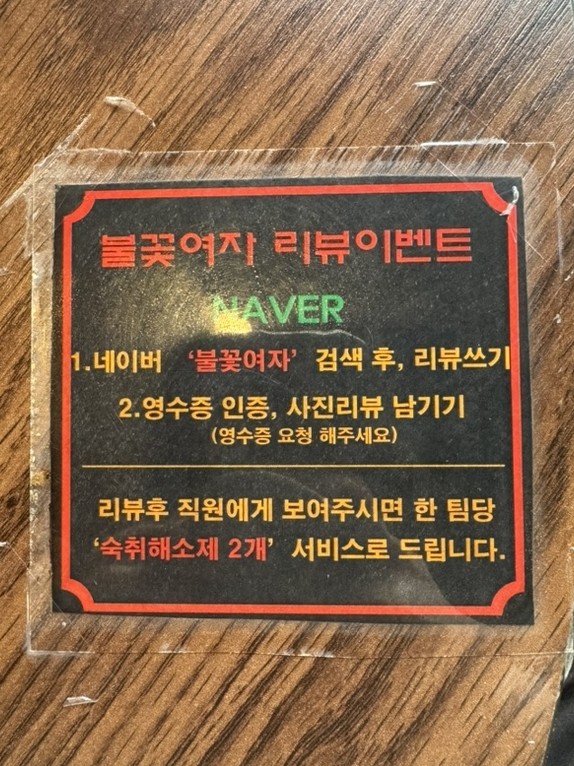 불꽃여자 리뷰이벤트
NAVER
1.네이버 ‘불꽃여자’ 검색 후, 리뷰쓰기
2.영수증 인증, 사진리뷰 남기기
(영수증 요청 해주세요)
리뷰후 직원에게 보여주시면 한 팀당
‘숙취해소제 2개’ 서비스로 드립니다.